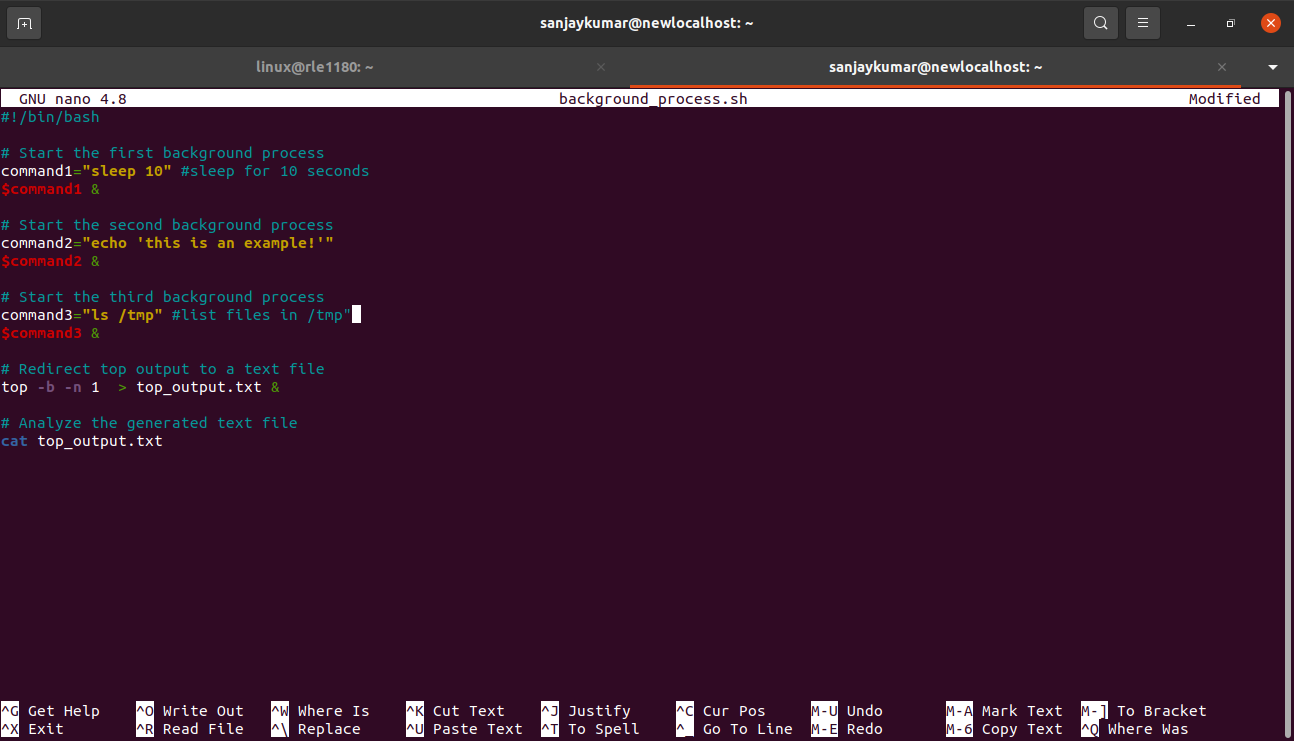 sanjaykumar@newlocalhost: ~
linux@rle1180: ~
sanjaykumar@newlocalhost: ~
GNU nano 4.8 background_process.sh Modified
#!/bin/bash
# Start the first background process
command1="sleep 10" #sleep for 10 seconds
$command1 &
# Start the second background process
command2="echo 'this is an example!'"
$command2 &
# Start the third background process
command3="ls /tmp" #list files in /tmp"
$command3 &
# Redirect top output to a text file
top -b -n 1  > top_output.txt &
# Analyze the generated text file
cat top_output.txt
^G Get Help ^O Write Out ^W Where Is ^K Cut Text ^J Justify ^C Cur Pos M-U Undo M-A Mark Text M-] To Bracket
^X Exit ^R Read File ^\ Replace ^U Paste Text ^T To Spell ^_ Go To Line M-E Redo M-6 Copy Text ^Q Where Was